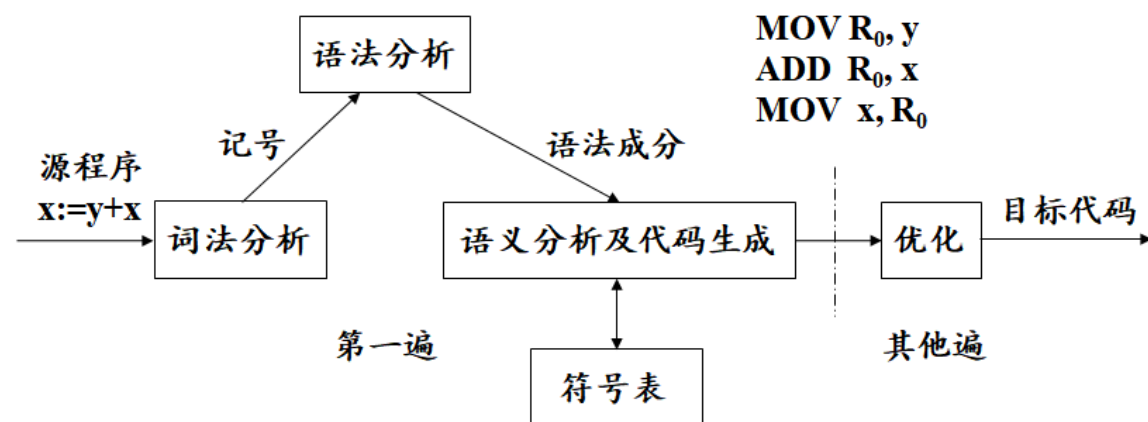 语法分析
MOV R₀, y
ADD R₀, x
MOV x, R₀
记号
语法成分
源程序
x:=y+x
词法分析
语义分析及代码生成
优化
目标代码
第一遍
其他遍
符号表